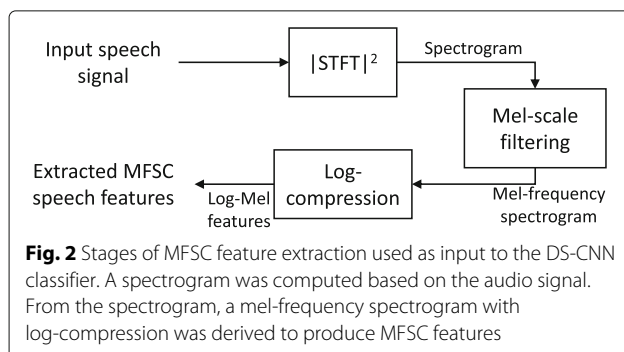 Input speech
signal
|STFT|²
Spectrogram
Mel-scale
filtering
Mel-frequency
spectrogram
Log-
compression
Log-Mel
features
Extracted MFSC
speech features
Fig. 2 Stages of MFSC feature extraction used as input to the DS-CNN
classifier. A spectrogram was computed based on the audio signal.
From the spectrogram, a mel-frequency spectrogram with
log-compression was derived to produce MFSC features